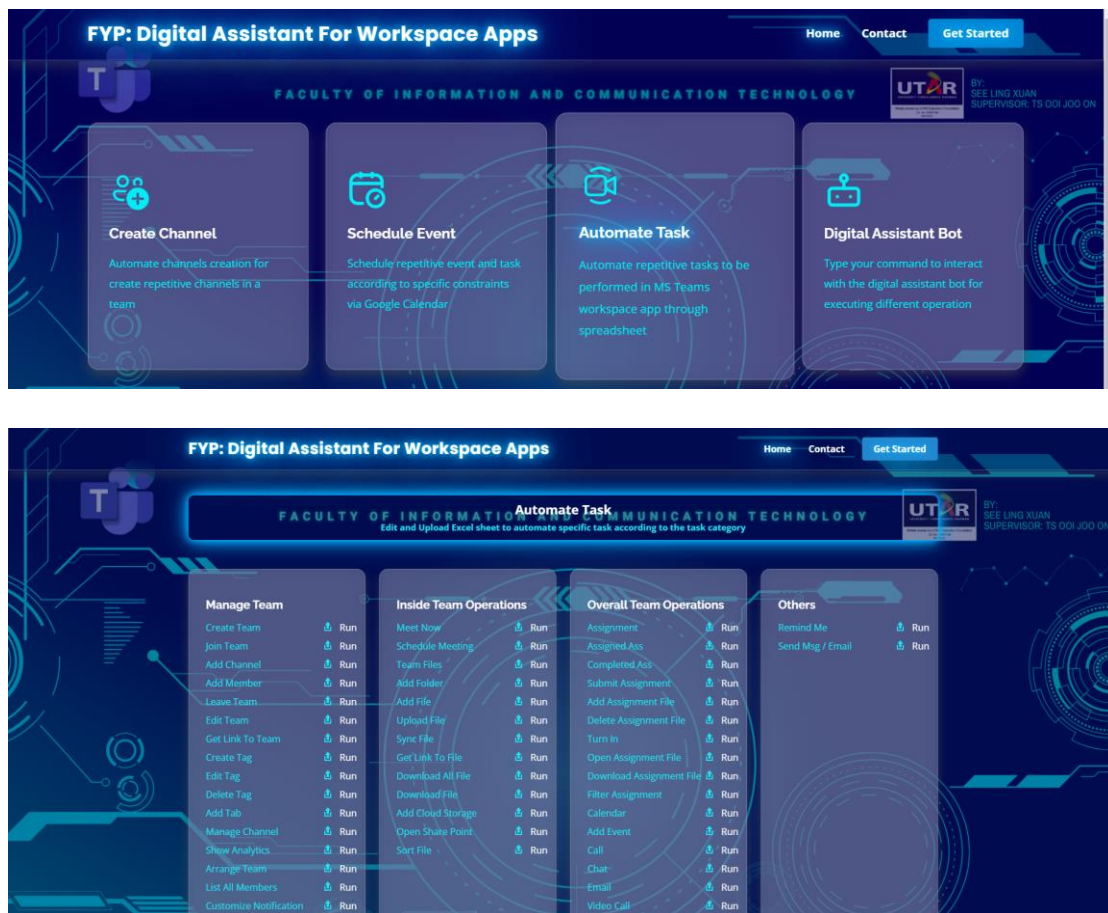 FYP: Digital Assistant For Workspace Apps
Home Contact Get Started
T
FACULTY OF INFORMATION AND COMMUNICATION TECHNOLOGY
UTAR
BY:
SEE LING XUAN
SUPERVISOR: TS OOI JOO ON
Create Channel
Automate channels creation for
create repetitive channels in a
team
Schedule Event
Schedule repetitive event and task
according to specific constraints
via Google Calendar
Automate Task
Automate repetitive tasks to be
performed in MS Teams
workspace app through
spreadsheet
Digital Assistant Bot
Type your command to interact
with the digital assistant bot for
executing different operation
FYP: Digital Assistant For Workspace Apps
Home Contact Get Started
T
Automate Task
FACULTY OF INFORMATION AND COMMUNICATION TECHNOLOGY
Edit and Upload Excel sheet to automate specific task according to the task category
UTAR
BY:
SEE LING XUAN
SUPERVISOR: TS OOI JOO ON
Manage Team
Create Team Run
Join Team Run
Add Channel Run
Add Member Run
Leave Team Run
Edit Team Run
Get Link To Team Run
Create Tag Run
Edit Tag Run
Delete Tag Run
Add Tab Run
Manage Channel Run
Show Analytics Run
Arrange Team Run
List All Members Run
Customize Notification Run
Inside Team Operations
Meet Now Run
Schedule Meeting Run
Team Files Run
Add Folder Run
Add File Run
Upload File Run
Sync File Run
Get Link To File Run
Download All File Run
Download File Run
Add Cloud Storage Run
Open Share Point Run
Sort File Run
Overall Team Operations
Assignment Run
Assigned Ass Run
Completed Ass Run
Submit Assignment Run
Add Assignment File Run
Delete Assignment File Run
Turn In Run
Open Assignment File Run
Download Assignment File Run
Filter Assignment Run
Calendar Run
Add Event Run
Call Run
Chat Run
Email Run
Video Call Run
Others
Remind Me Run
Send Msg / Email Run